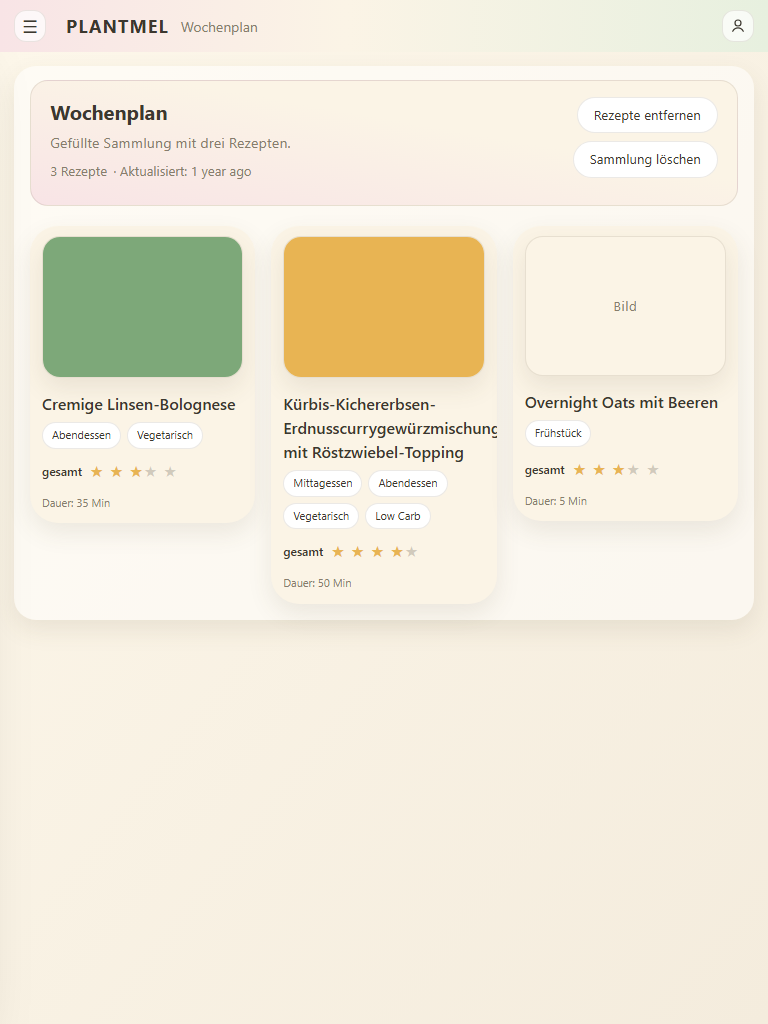 PLANTMEL Wochenplan
Wochenplan
Gefüllte Sammlung mit drei Rezepten.
3 Rezepte · Aktualisiert: 1 year ago
Rezepte entfernen
Sammlung löschen
Cremige Linsen-Bolognese
Abendessen Vegetarisch
gesamt ★ ★ ★ ★ ★
Dauer: 35 Min
Kürbis-Kichererbsen-
Erdnusscurrygewürzmischung
mit Röstzwiebel-Topping
Mittagessen Abendessen
Vegetarisch Low Carb
gesamt ★ ★ ★ ★ ★
Dauer: 50 Min
Bild
Overnight Oats mit Beeren
Frühstück
gesamt ★ ★ ★ ★ ★
Dauer: 5 Min